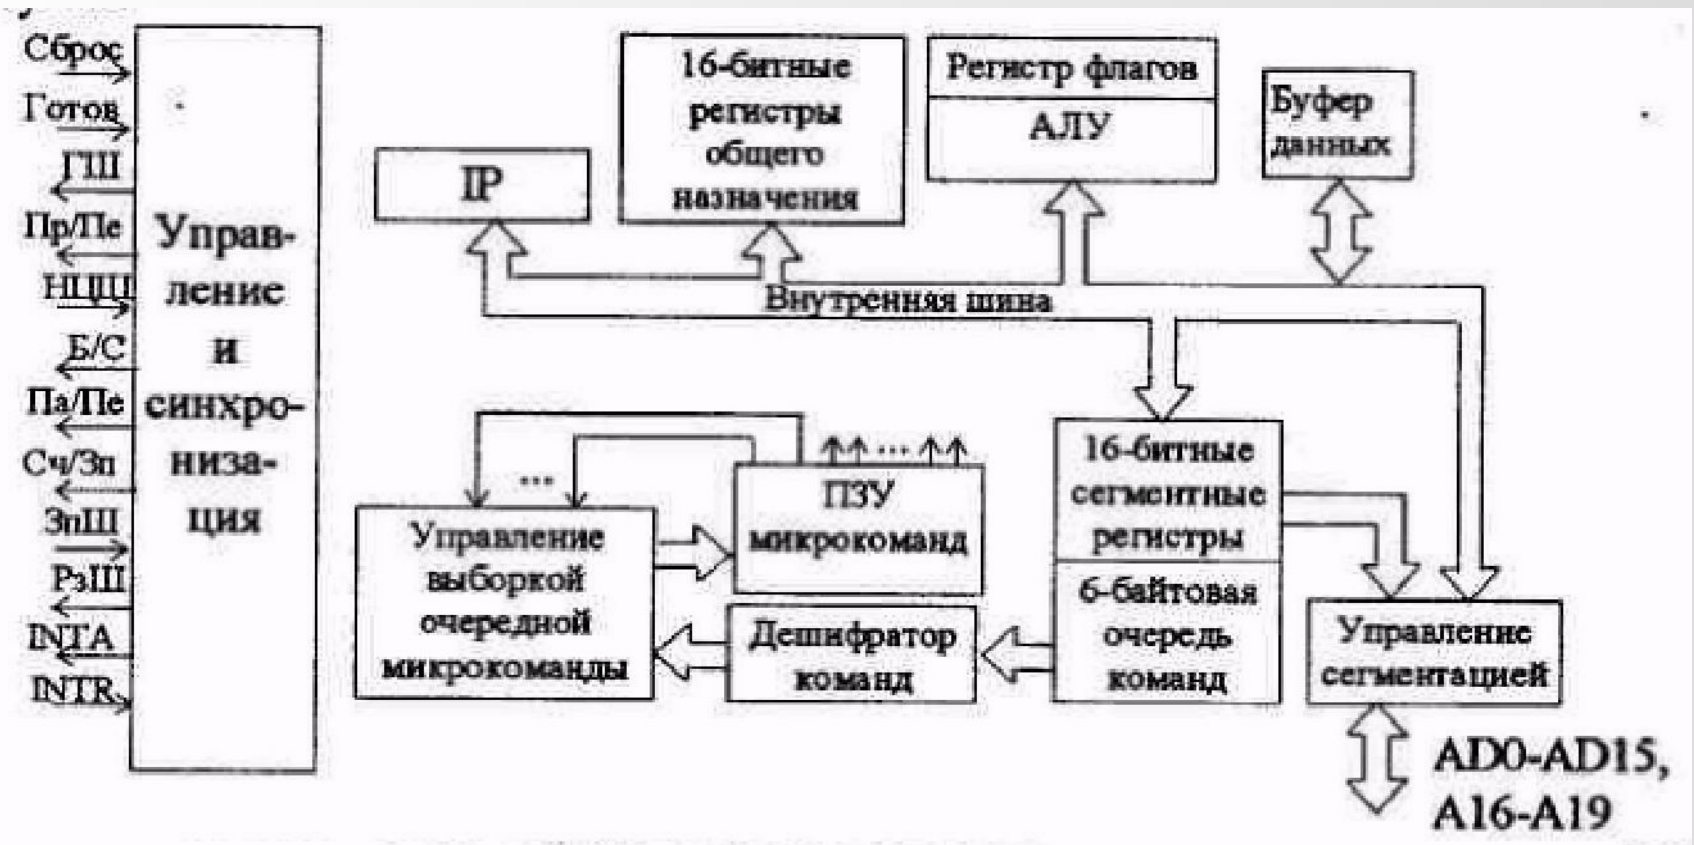 Сброс
Готов
ГШ
Пр/Пе
НЦШ
Б/С
Па/Пе
Сч/Зп
ЗпШ
РзШ
INTA
INTR
Управ-
ление
и
синхро-
низа-
ция
IP
16-битные
регистры
общего
назначения
Регистр флагов
АЛУ
Буфер
данных
Внутренняя шина
...
...
ПЗУ
микрокоманд
Управление
выборкой
очередной
микрокоманды
Дешифратор
команд
16-битные
сегментные
регистры
6-байтовая
очередь
команд
Управление
сегментацией
AD0-AD15,
A16-A19